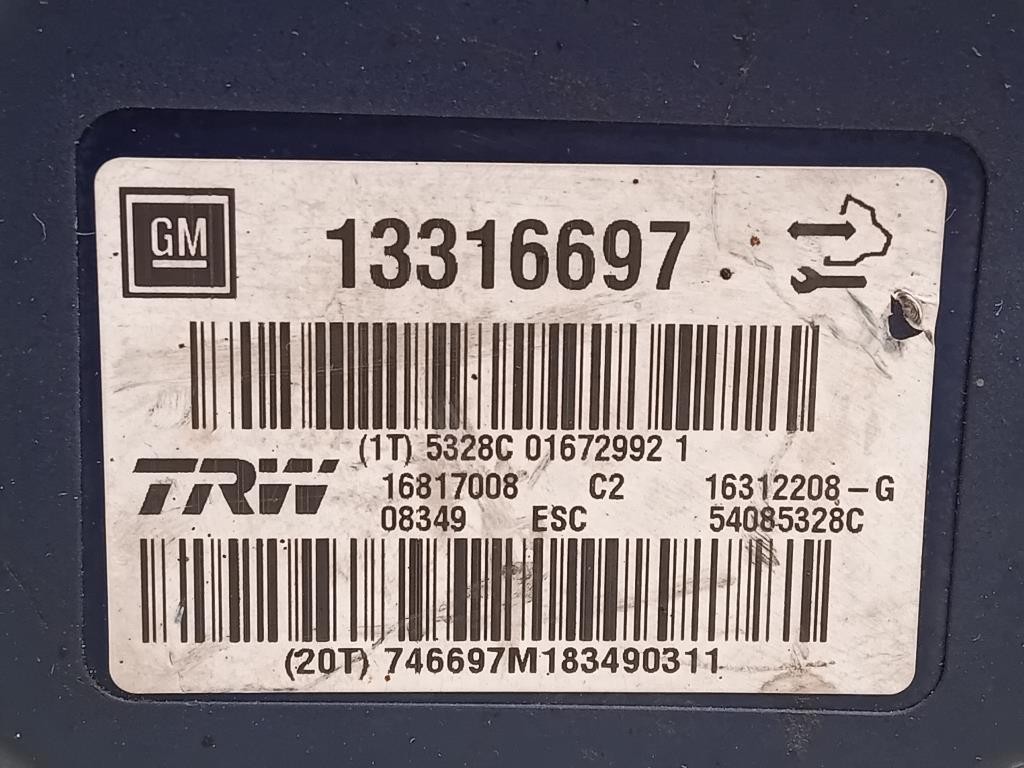 GM 13316697
(1T) 5328C 01672992 1
TRW 16817008 C2 16312208-G
08349 ESC 54085328C
(20T) 746697M183490311